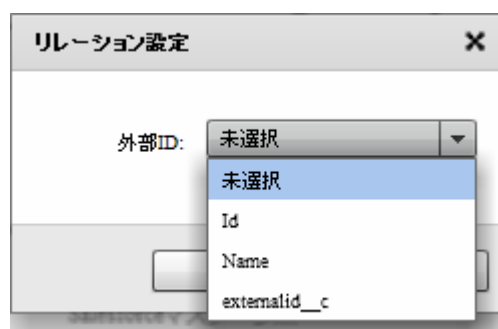 リレーション設定
外部ID:
未選択
未選択
Id
Name
externalid__c